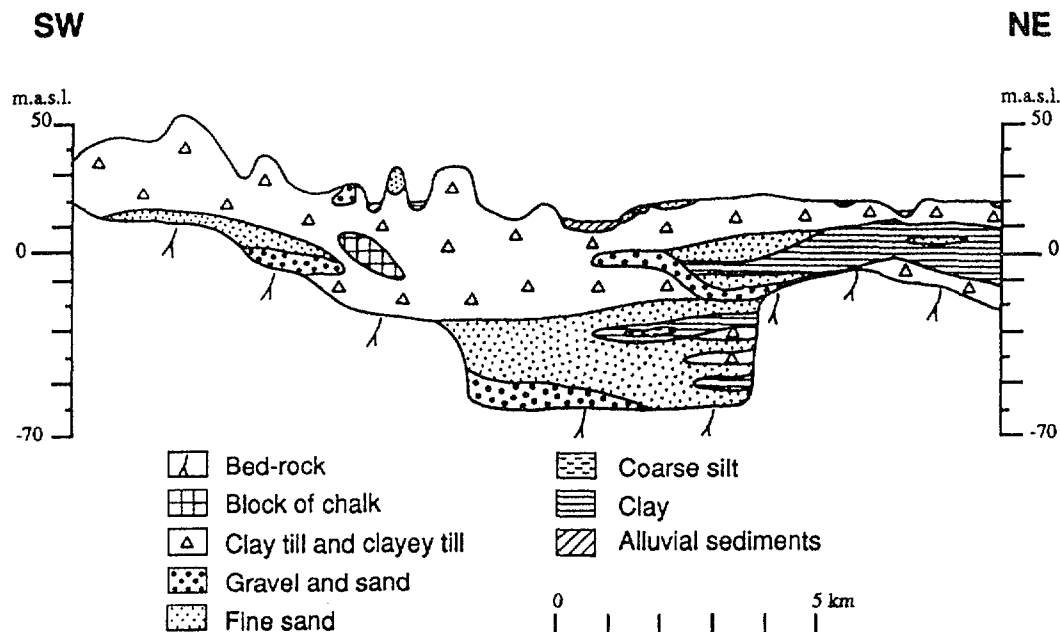 SW NE
m.a.s.l. m.a.s.l.
50 50
0 0
-70 -70
Bed-rock
Block of chalk
Clay till and clayey till
Gravel and sand
Fine sand
Coarse silt
Clay
Alluvial sediments
0 5 km